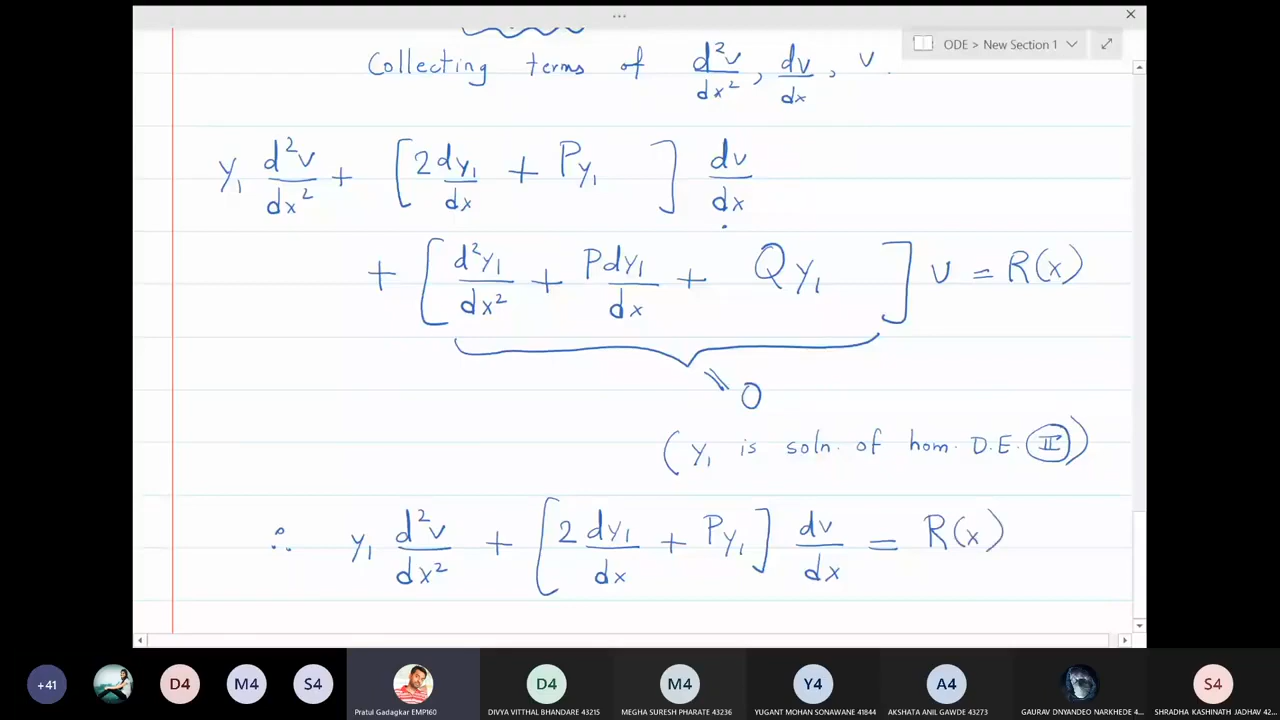 ODE > New Section 1
Collecting terms of d²v/dx², dv/dx, v.
y₁ d²v/dx² + [2 dy₁/dx + Py₁] dv/dx
+ [d²y₁/dx² + P dy₁/dx + Qy₁] v = R(x)
= 0
(y₁ is soln. of hom. D.E. II)
∴ y₁ d²v/dx² + [2 dy₁/dx + Py₁] dv/dx = R(x)
+41
D4
M4
S4
Pratul Gadagkar EMP160
D4
DIVYA VITTHAL BHANDARE 43215
M4
MEGHA SURESH PHARATE 43236
Y4
YUGANT MOHAN SONAWANE 41844
A4
AKSHATA ANIL GAWDE 43273
GAURAV DNYANDEO NARKHEDE 4...
S4
SHRADHA KASHINATH JADHAV 42...